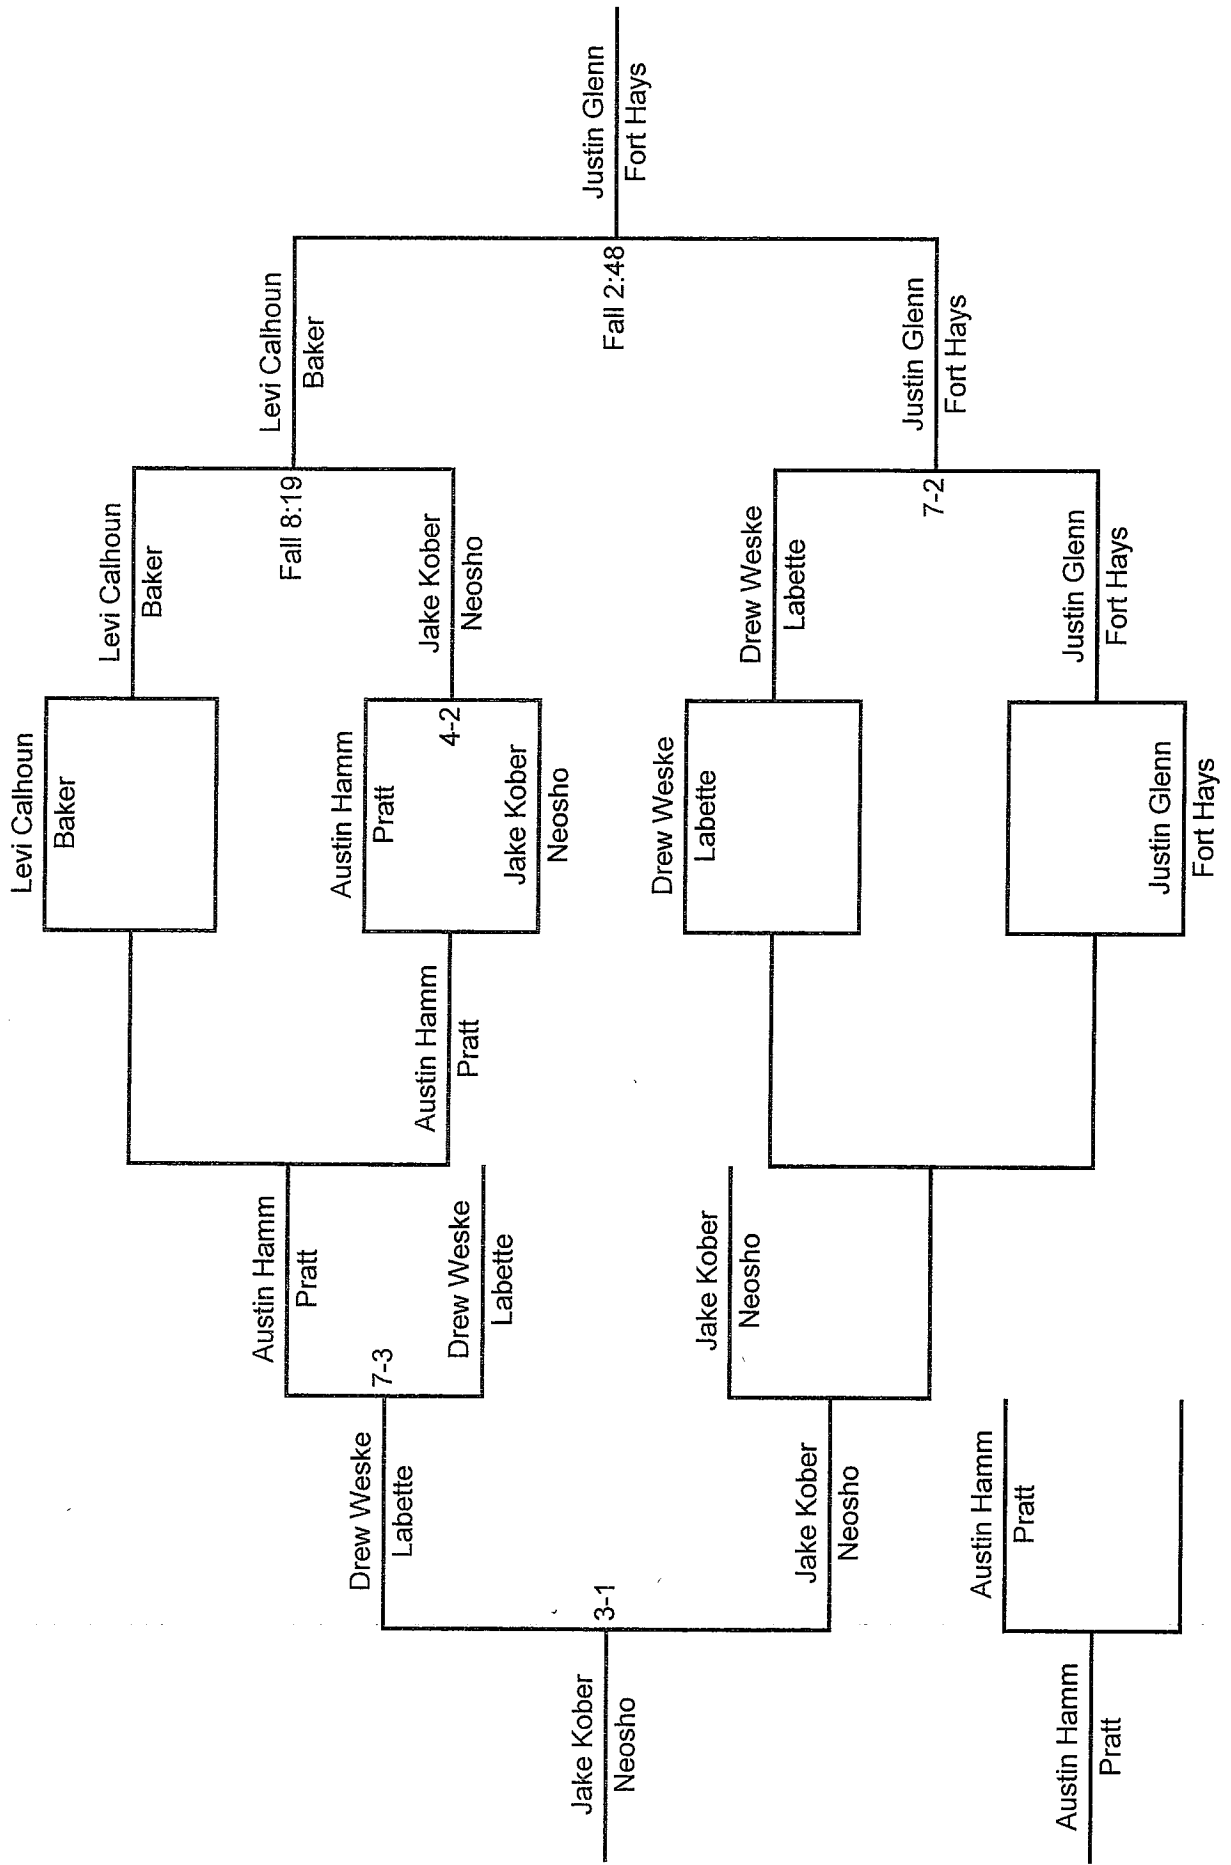 Jake Kober
Neosho
Austin Hamm
Pratt
Drew Weske
Labette
3-1
Jake Kober
Neosho
Austin Hamm
Pratt
Austin Hamm
Pratt
7-3
Drew Weske
Labette
Jake Kober
Neosho
Austin Hamm
Pratt
Levi Calhoun
Baker
Austin Hamm
Pratt
4-2
Jake Kober
Neosho
Drew Weske
Labette
Justin Glenn
Fort Hays
Levi Calhoun
Baker
Fall 8:19
Jake Kober
Neosho
Drew Weske
Labette
7-2
Justin Glenn
Fort Hays
Levi Calhoun
Baker
Fall 2:48
Justin Glenn
Fort Hays
Justin Glenn
Fort Hays